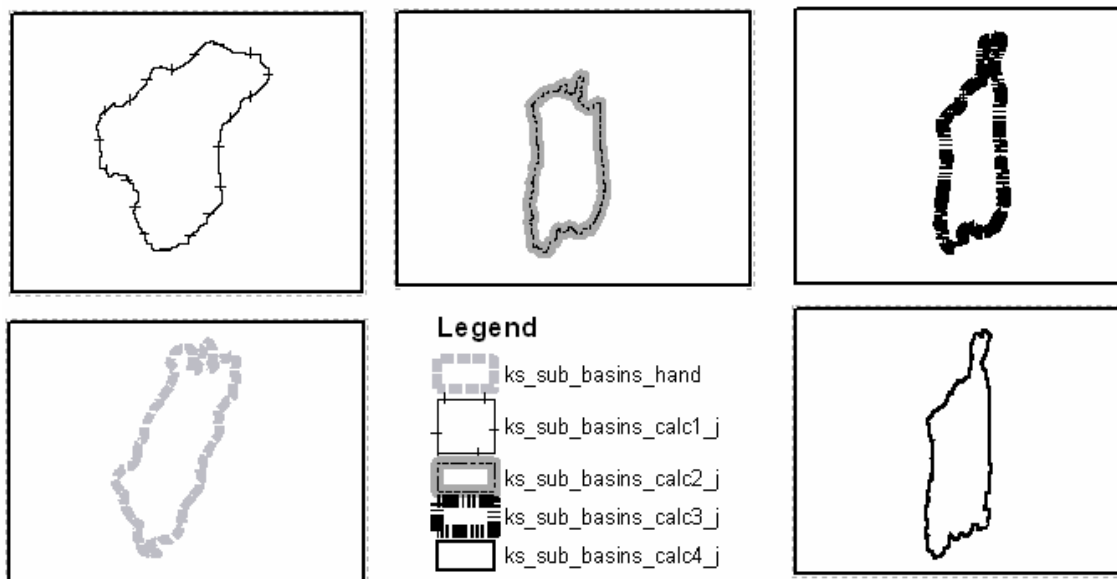 Legend
ks_sub_basins_hand
ks_sub_basins_calc1_j
ks_sub_basins_calc2_j
ks_sub_basins_calc3_j
ks_sub_basins_calc4_j